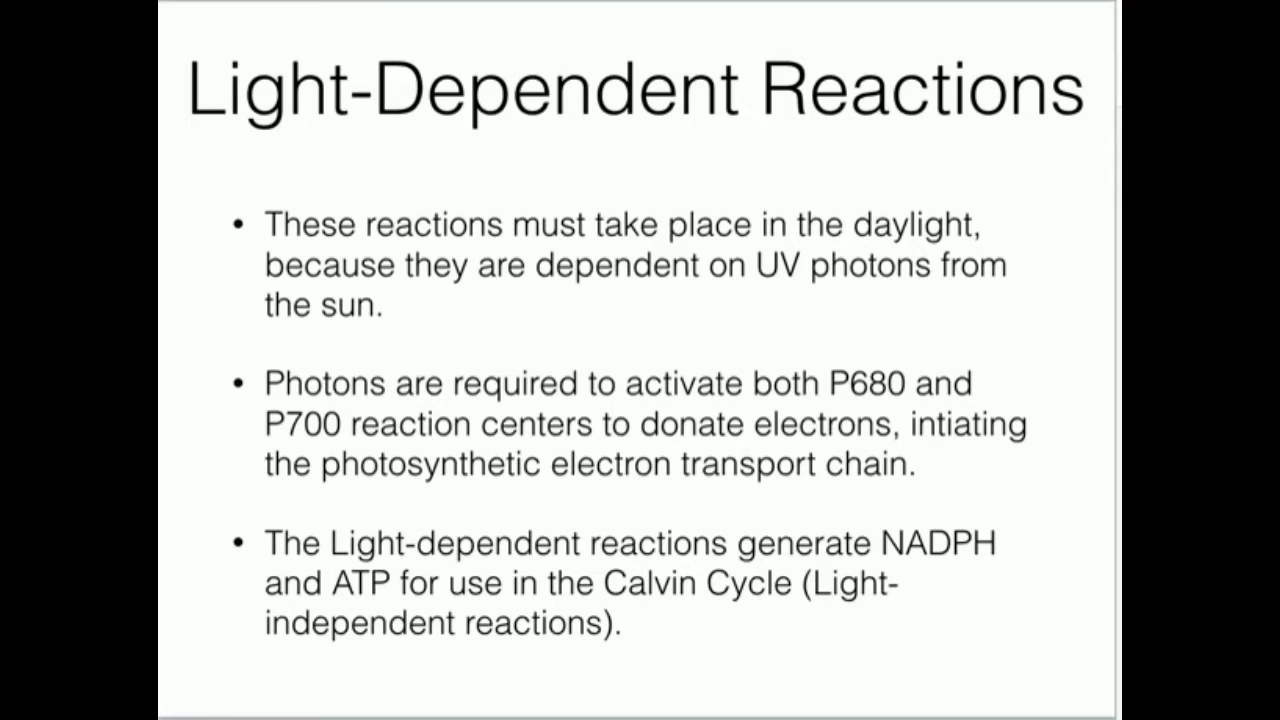 Light-Dependent Reactions
• These reactions must take place in the daylight,
because they are dependent on UV photons from
the sun.
• Photons are required to activate both P680 and
P700 reaction centers to donate electrons, intiating
the photosynthetic electron transport chain.
• The Light-dependent reactions generate NADPH
and ATP for use in the Calvin Cycle (Light-
independent reactions).